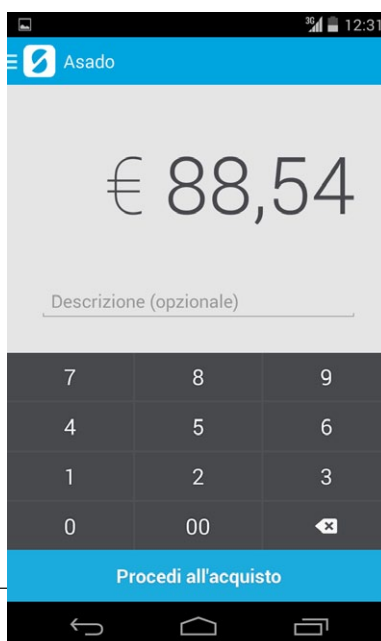 3G 12:31
Asado
€ 88,54
Descrizione (opzionale)
7 8 9
4 5 6
1 2 3
0 00
Procedi all'acquisto